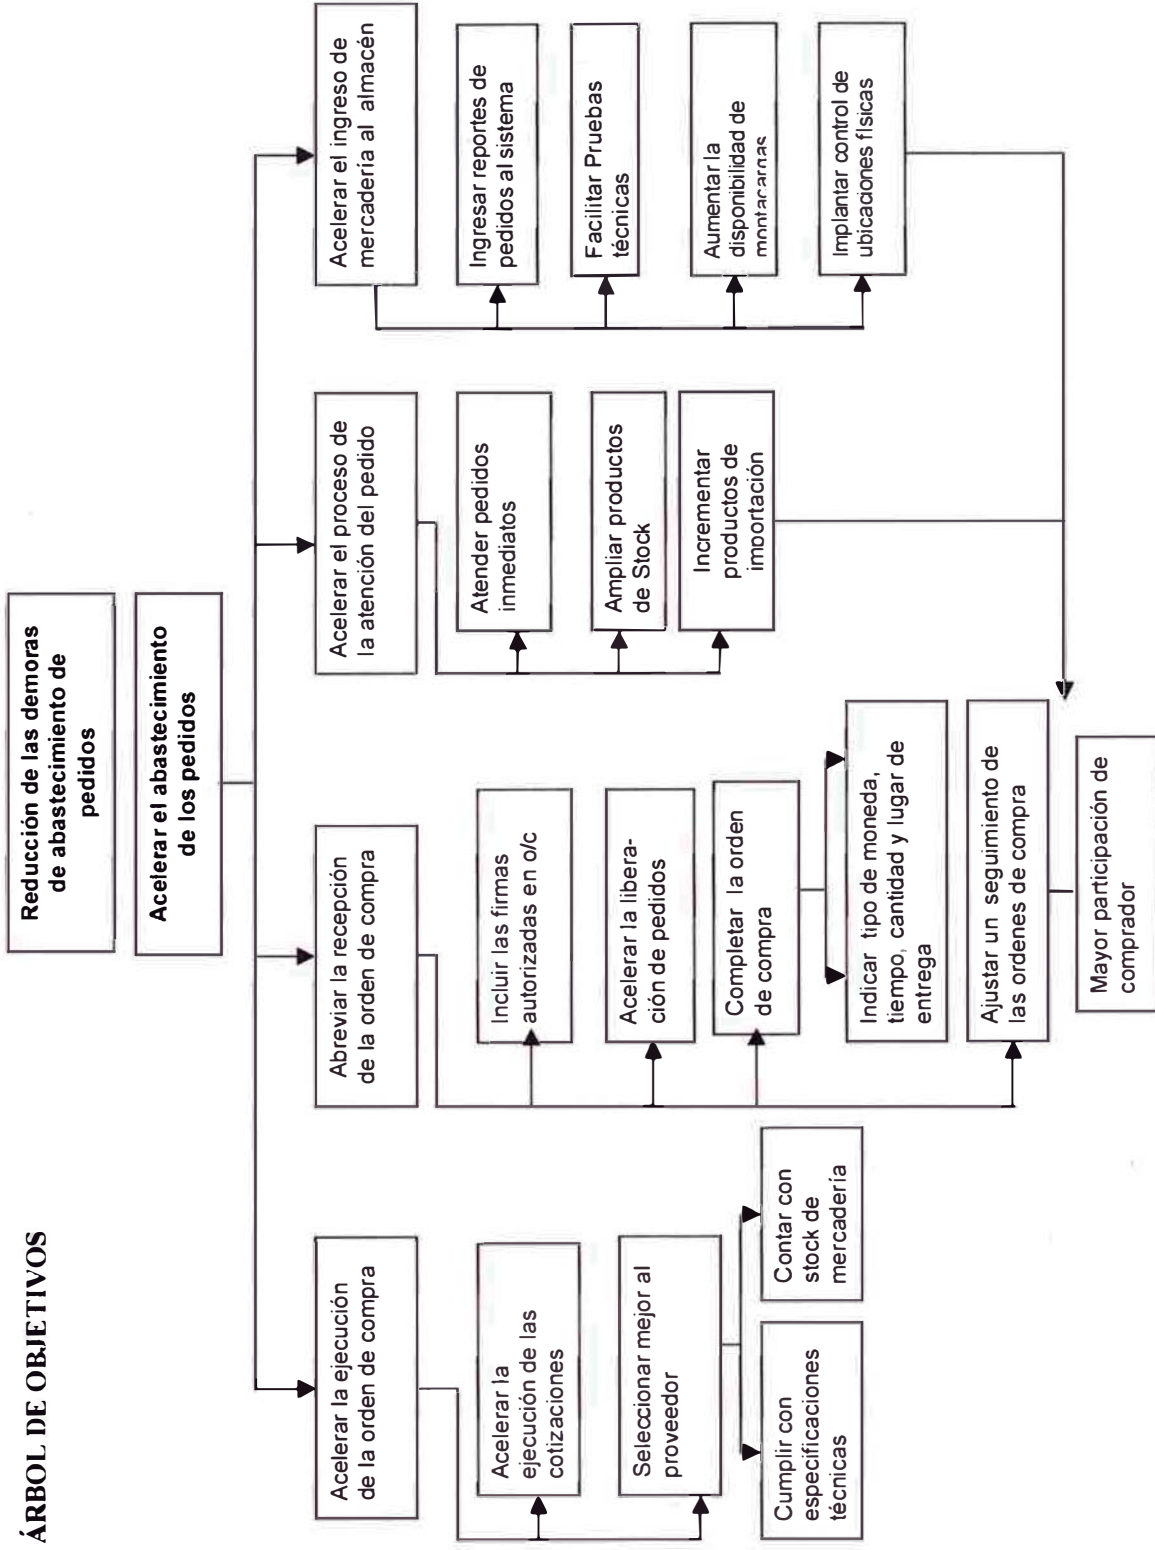 ÁRBOL DE OBJETIVOS
Reducción de las demoras
de abastecimiento de
pedidos
Acelerar el abastecimiento
de los pedidos
Acelerar la ejecución
de la orden de compra
Acelerar la
ejecución de las
cotizaciones
Seleccionar mejor al
proveedor
Cumplir con
especificaciones
técnicas
Contar con
stock de
mercadería
Abreviar la recepción
de la orden de compra
Incluir las firmas
autorizadas en o/c
Acelerar la libera-
ción de pedidos
Completar la orden
de compra
Indicar tipo de moneda,
tiempo, cantidad y lugar de
entrega
Ajustar un seguimiento de
las ordenes de compra
Mayor participación de
comprador
Acelerar el proceso de
la atención del pedido
Atender pedidos
inmediatos
Ampliar productos
de Stock
Incrementar
productos de
importación
Acelerar el ingreso de
mercadería al almacén
Ingresar reportes de
pedidos al sistema
Facilitar Pruebas
técnicas
Aumentar la
disponibilidad de
montacargas
Implantar control de
ubicaciones físicas